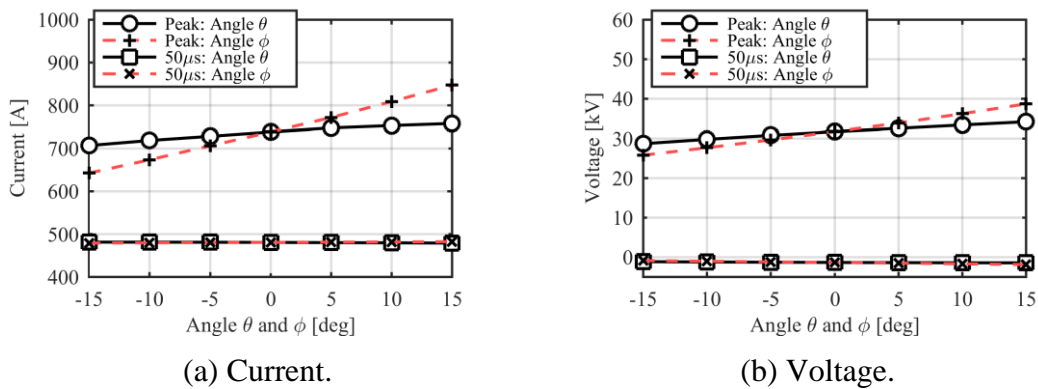 1000
900
800
700
600
500
400
Current [A]
Peak: Angle θ
Peak: Angle ϕ
50μs: Angle θ
50μs: Angle ϕ
-15 -10 -5 0 5 10 15
Angle θ and ϕ [deg]
(a) Current.
60
50
40
30
20
10
0
Voltage [kV]
Peak: Angle θ
Peak: Angle ϕ
50μs: Angle θ
50μs: Angle ϕ
-15 -10 -5 0 5 10 15
Angle θ and ϕ [deg]
(b) Voltage.